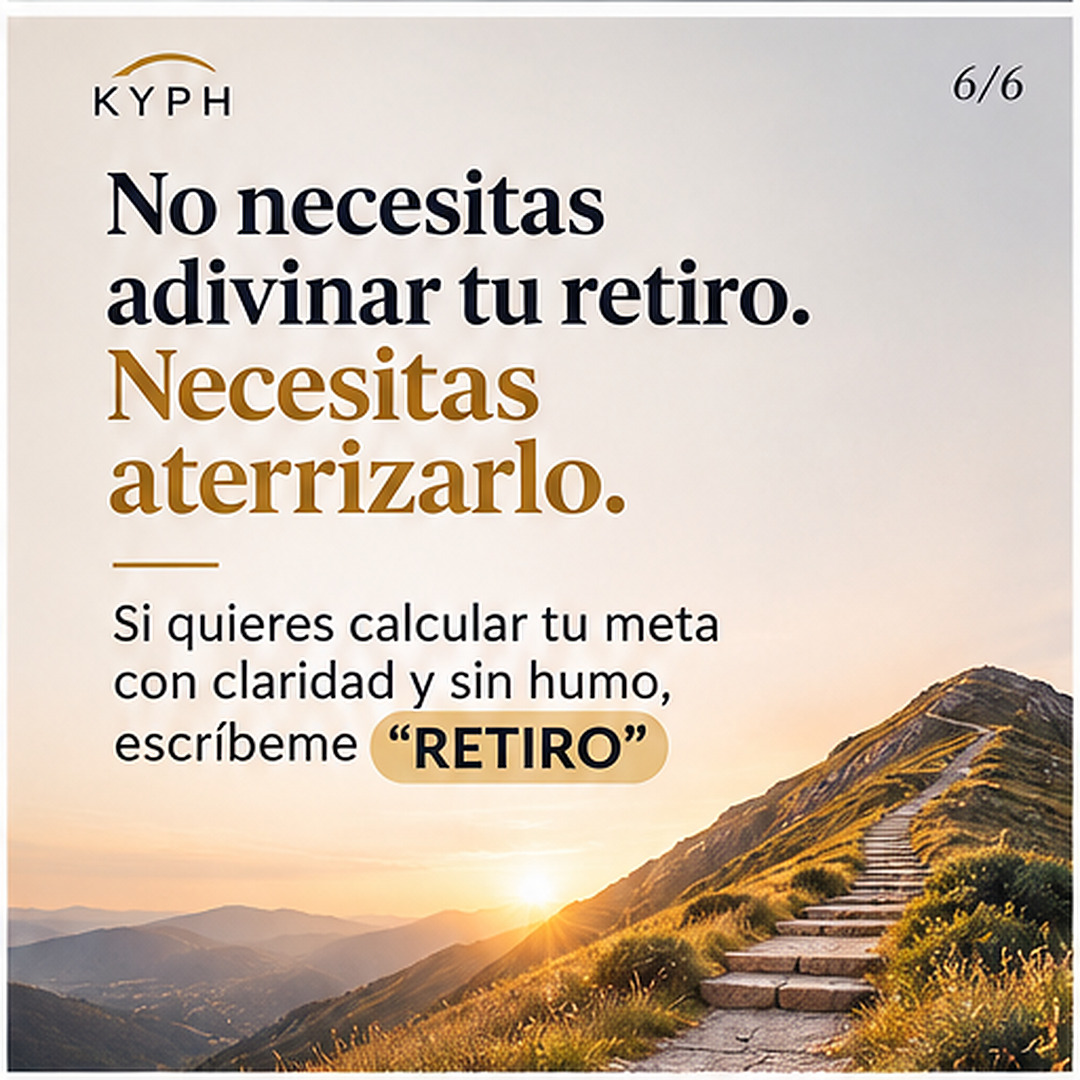 KYPH
6/6
No necesitas
adivinar tu retiro.
Necesitas
aterrizarlo.
Si quieres calcular tu meta
con claridad y sin humo,
escríbeme “RETIRO”